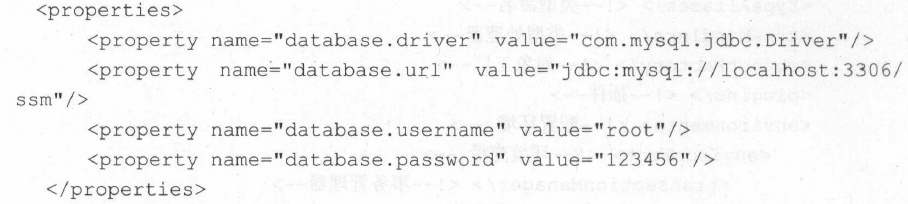 <properties>
<property name="database.driver" value="com.mysql.jdbc.Driver"/>
<property name="database.url" value="jdbc:mysql://localhost:3306/
ssm"/>
<property name="database.username" value="root"/>
<property name="database.password" value="123456"/>
</properties>